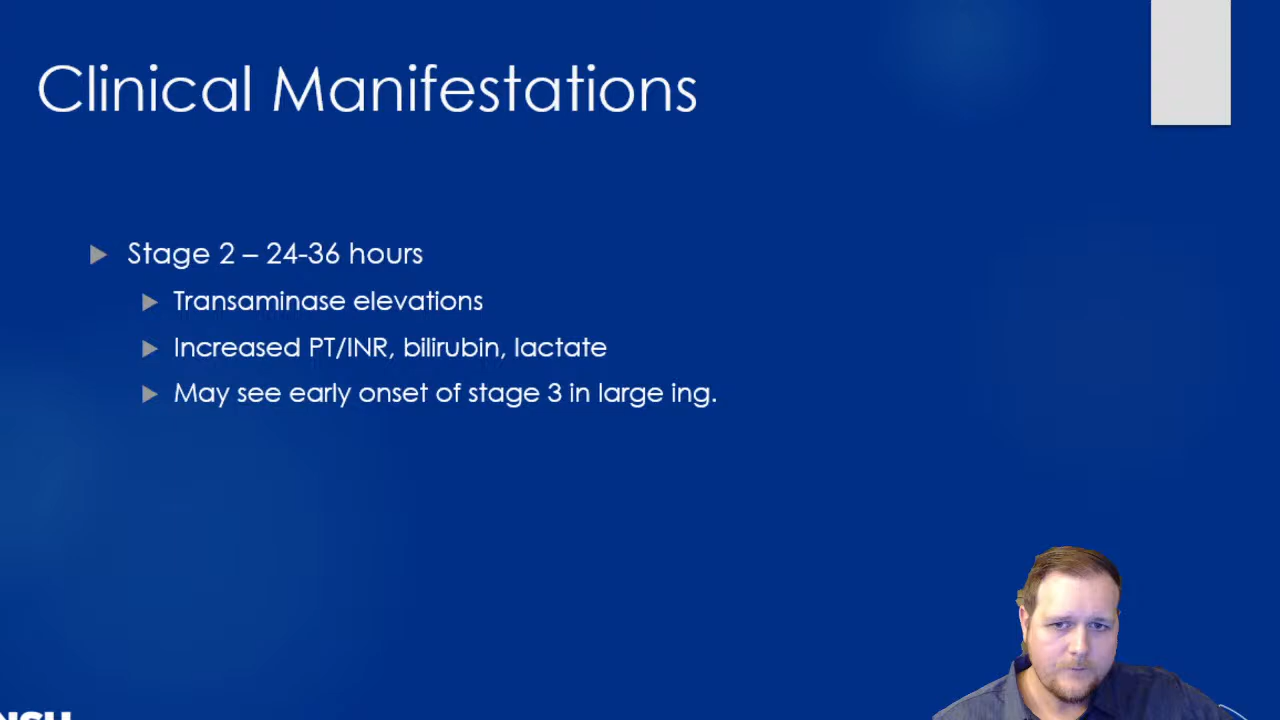 Clinical Manifestations
Stage 2 – 24-36 hours
Transaminase elevations
Increased PT/INR, bilirubin, lactate
May see early onset of stage 3 in large ing.